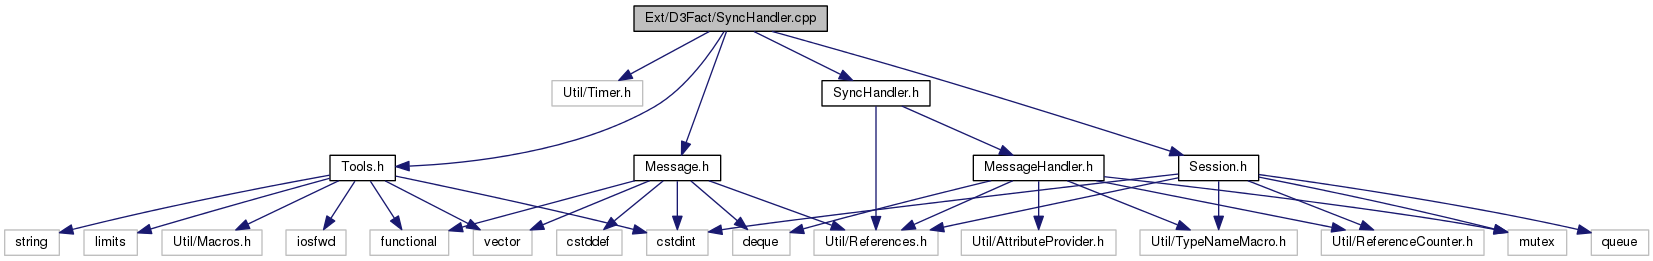 Ext/D3Fact/SyncHandler.cpp
Util/Timer.h
SyncHandler.h
Tools.h
Message.h
MessageHandler.h
Session.h
string
limits
Util/Macros.h
iosfwd
functional
vector
cstddef
cstdint
deque
Util/References.h
Util/AttributeProvider.h
Util/TypeNameMacro.h
Util/ReferenceCounter.h
mutex
queue